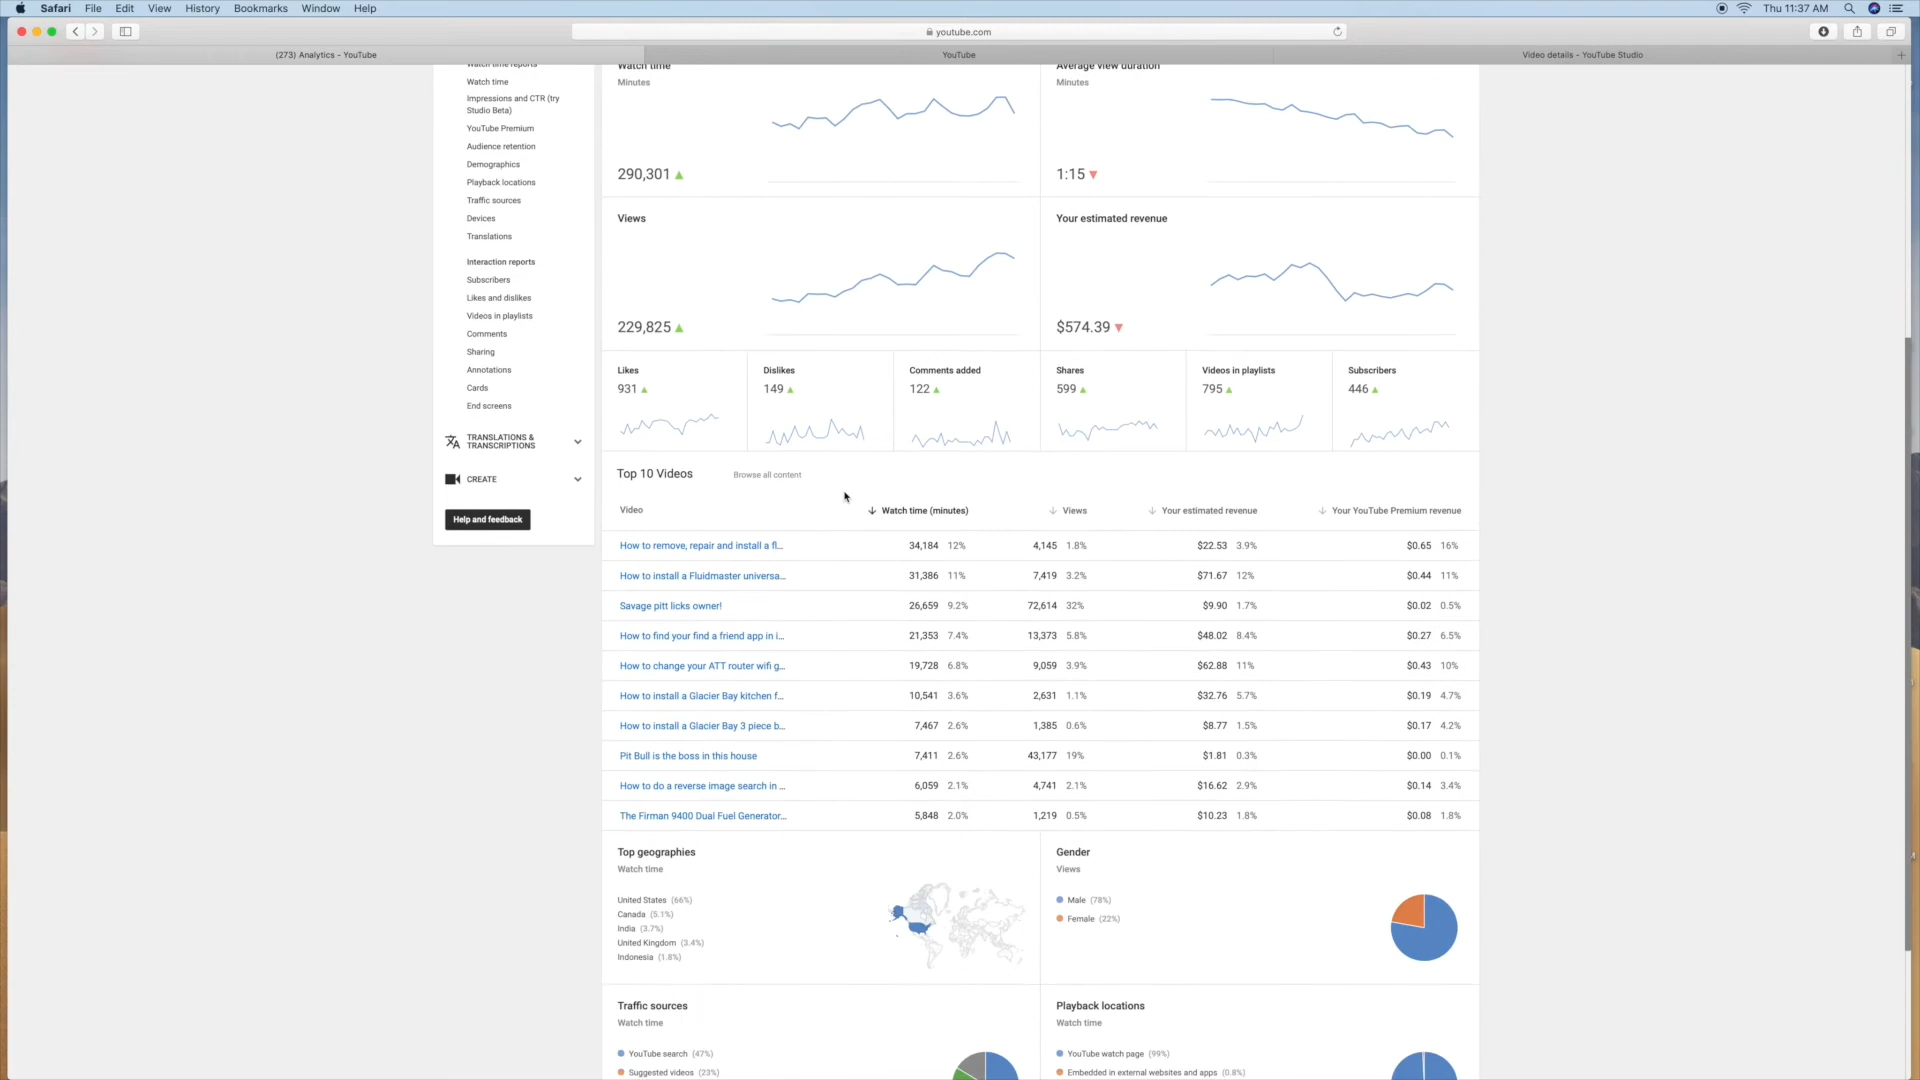 Safari File Edit View History Bookmarks Window Help
Thu 11:37 AM
youtube.com
(273) Analytics - YouTube
YouTube
Video details - YouTube Studio
Watch time reports
Watch time
Impressions and CTR (try
Studio Beta)
YouTube Premium
Audience retention
Demographics
Playback locations
Traffic sources
Devices
Translations
Interaction reports
Subscribers
Likes and dislikes
Videos in playlists
Comments
Sharing
Annotations
Cards
End screens
TRANSLATIONS &
TRANSCRIPTIONS
CREATE
Help and feedback
Watch time
Minutes
290,301
Average view duration
Minutes
1:15
Views
229,825
Your estimated revenue
$574.39
Likes
931
Dislikes
149
Comments added
122
Shares
599
Videos in playlists
795
Subscribers
446
Top 10 Videos Browse all content
Video Watch time (minutes) Views Your estimated revenue Your YouTube Premium revenue
How to remove, repair and install a fl... 34,184 12% 4,145 1.8% $22.53 3.9% $0.65 16%
How to install a Fluidmaster universa... 31,386 11% 7,419 3.2% $71.67 12% $0.44 11%
Savage pitt licks owner! 26,659 9.2% 72,614 32% $9.90 1.7% $0.02 0.5%
How to find your find a friend app in i... 21,353 7.4% 13,373 5.8% $48.02 8.4% $0.27 6.5%
How to change your ATT router wifi g... 19,728 6.8% 9,059 3.9% $62.88 11% $0.43 10%
How to install a Glacier Bay kitchen f... 10,541 3.6% 2,631 1.1% $32.76 5.7% $0.19 4.7%
How to install a Glacier Bay 3 piece b... 7,467 2.6% 1,385 0.6% $8.77 1.5% $0.17 4.2%
Pit Bull is the boss in this house 7,411 2.6% 43,177 19% $1.81 0.3% $0.00 0.1%
How to do a reverse image search in ... 6,059 2.1% 4,741 2.1% $16.62 2.9% $0.14 3.4%
The Firman 9400 Dual Fuel Generator... 5,848 2.0% 1,219 0.5% $10.23 1.8% $0.08 1.8%
Top geographies
Watch time
United States (66%)
Canada (5.1%)
India (3.7%)
United Kingdom (3.4%)
Indonesia (1.8%)
Gender
Views
Male (78%)
Female (22%)
Traffic sources
Watch time
YouTube search (47%)
Suggested videos (23%)
Playback locations
Watch time
YouTube watch page (99%)
Embedded in external websites and apps (0.8%)